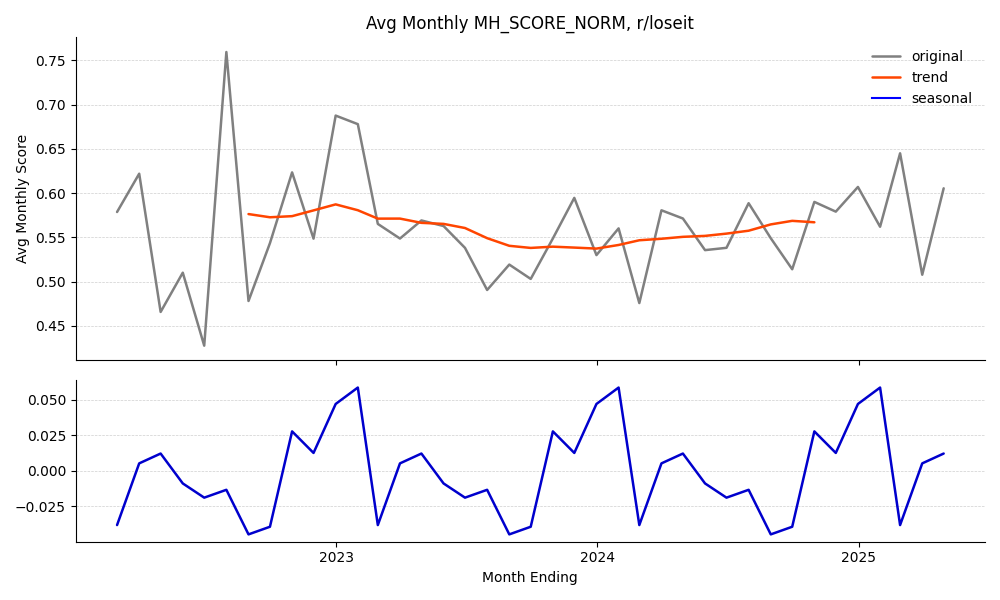 Avg Monthly MH_SCORE_NORM, r/loseit
original
trend
seasonal
Avg Monthly Score
0.75
0.70
0.65
0.60
0.55
0.50
0.45
0.050
0.025
0.000
−0.025
2023
2024
2025
Month Ending